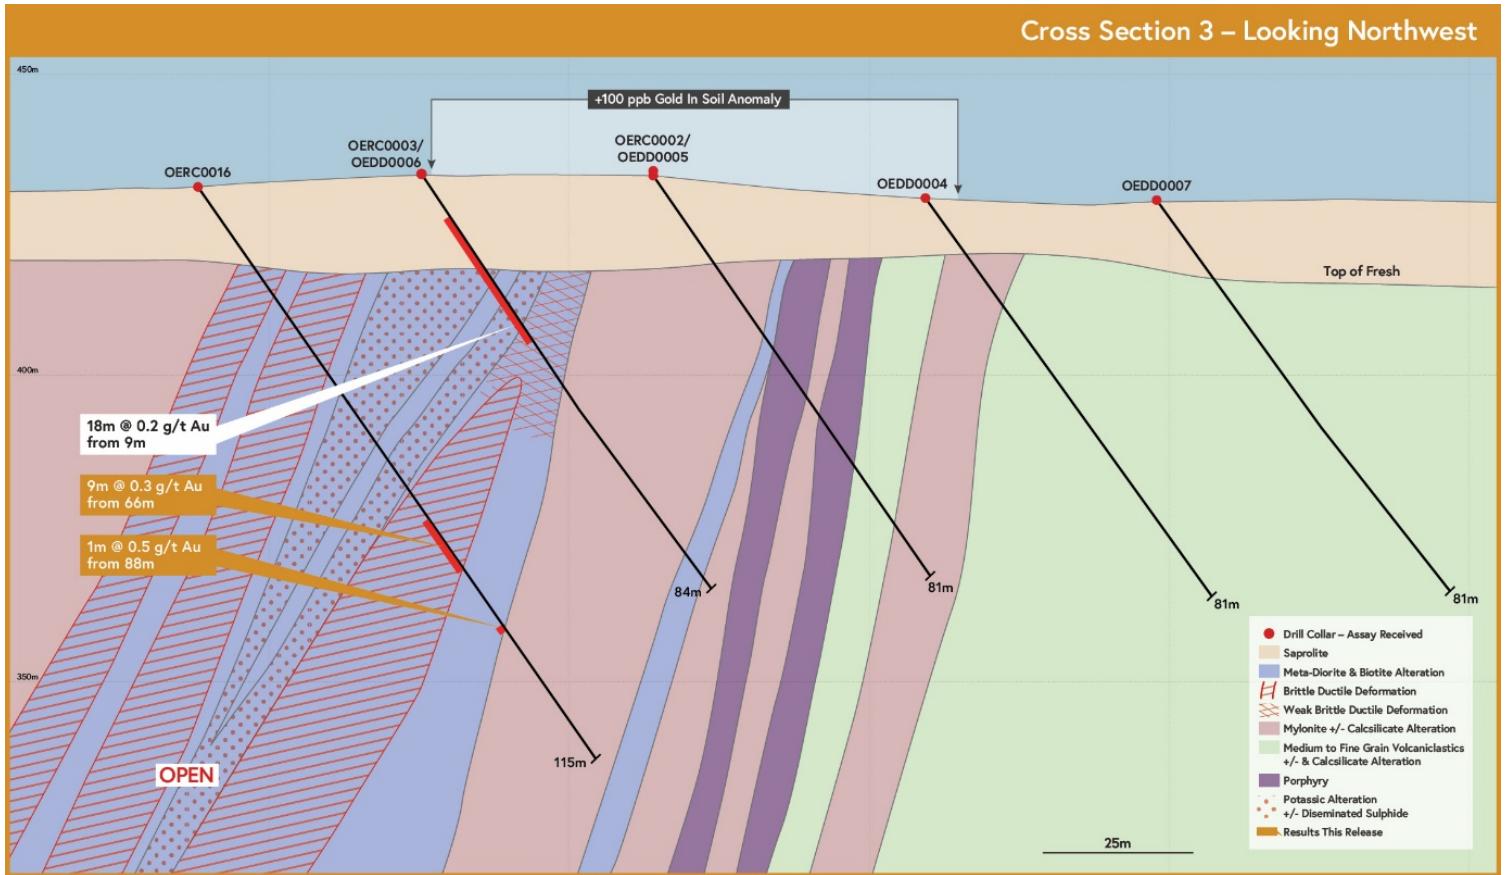 Cross Section 3 – Looking Northwest
450m
+100 ppb Gold In Soil Anomaly
OERC0016
OERC0003/
OEDD0006
OERC0002/
OEDD0005
OEDD0004
OEDD0007
Top of Fresh
400m
18m @ 0.2 g/t Au
from 9m
9m @ 0.3 g/t Au
from 66m
1m @ 0.5 g/t Au
from 88m
84m
81m
81m
81m
350m
115m
OPEN
25m
Drill Collar – Assay Received
Saprolite
Meta-Diorite & Biotite Alteration
Brittle Ductile Deformation
Weak Brittle Ductile Deformation
Mylonite +/- Calcsilicate Alteration
Medium to Fine Grain Volcaniclastics
+/- & Calcsilicate Alteration
Porphyry
Potassic Alteration
+/- Diseminated Sulphide
Results This Release